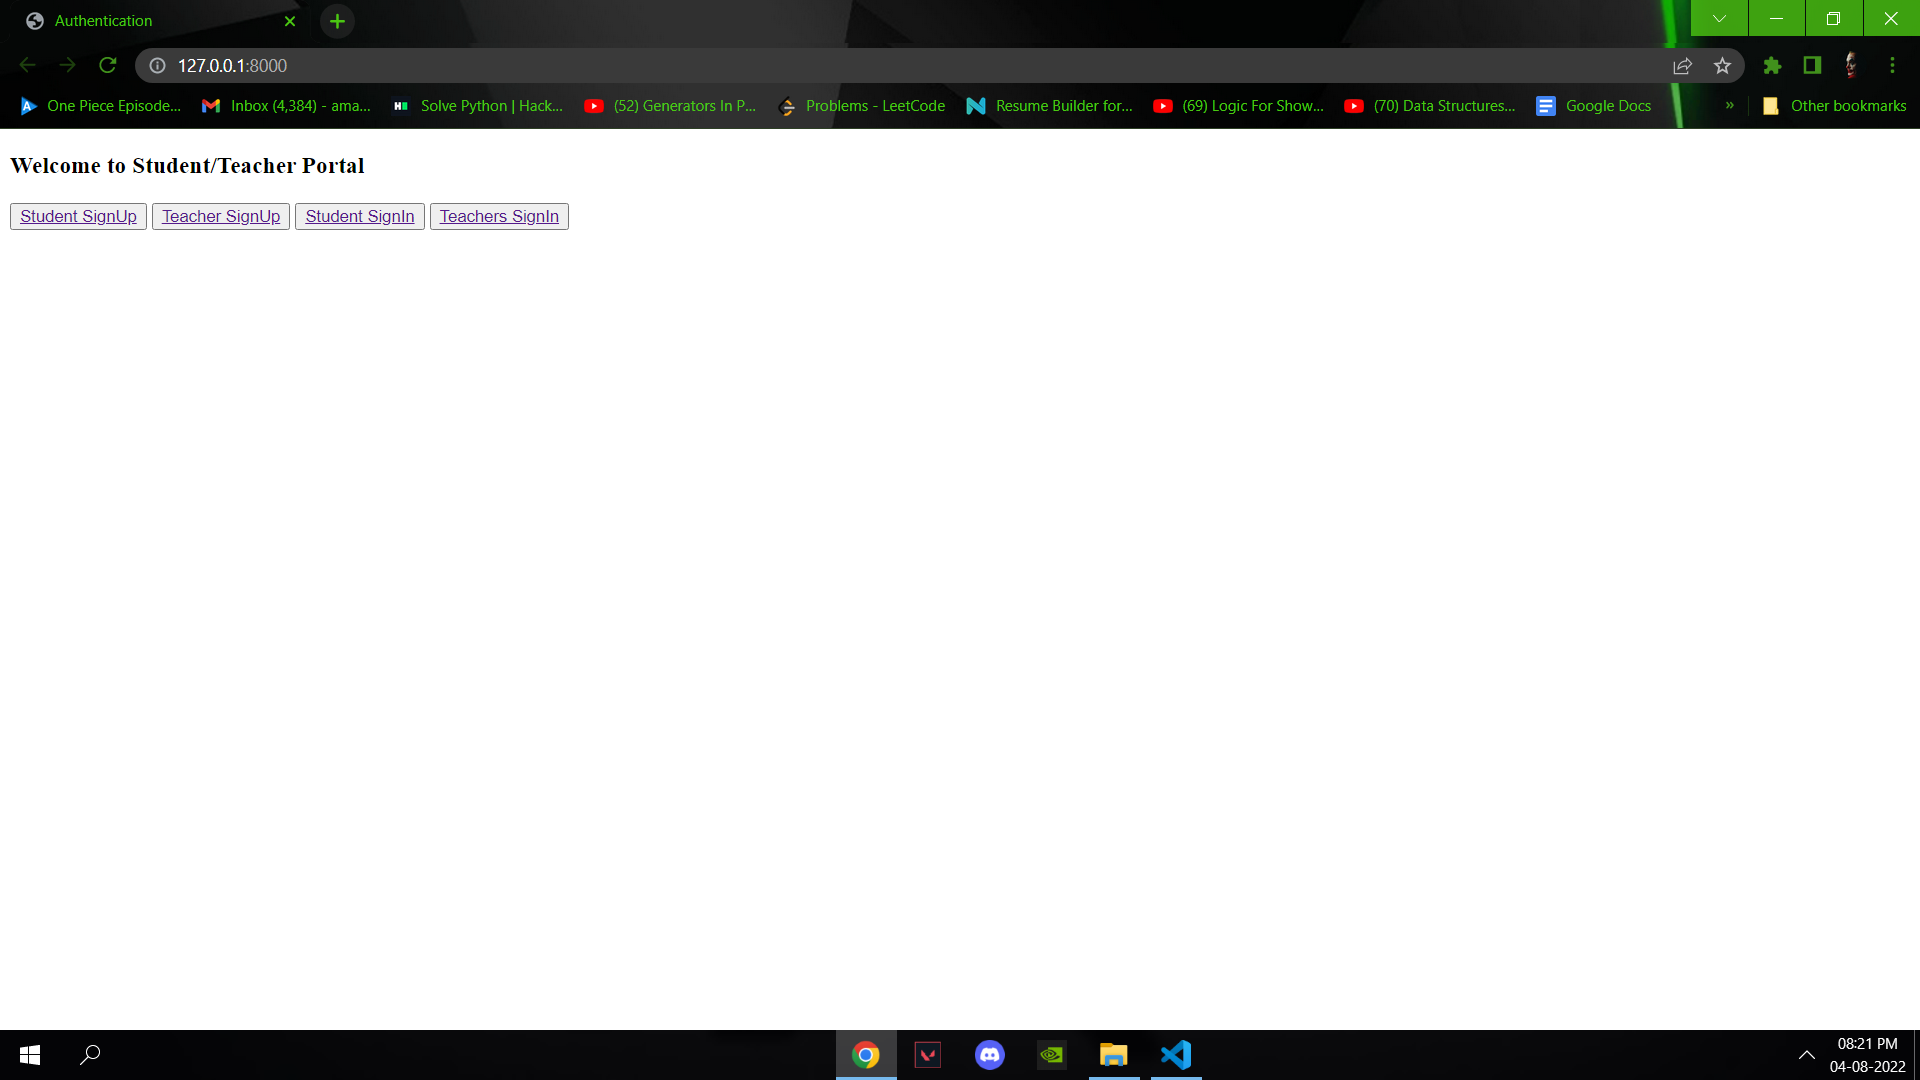 Authentication
127.0.0.1:8000
One Piece Episode... Inbox (4,384) - ama... Solve Python | Hack... (52) Generators In P... Problems - LeetCode Resume Builder for... (69) Logic For Show... (70) Data Structures... Google Docs » Other bookmarks
Welcome to Student/Teacher Portal
Student SignUp Teacher SignUp Student SignIn Teachers SignIn
08:21 PM
04-08-2022